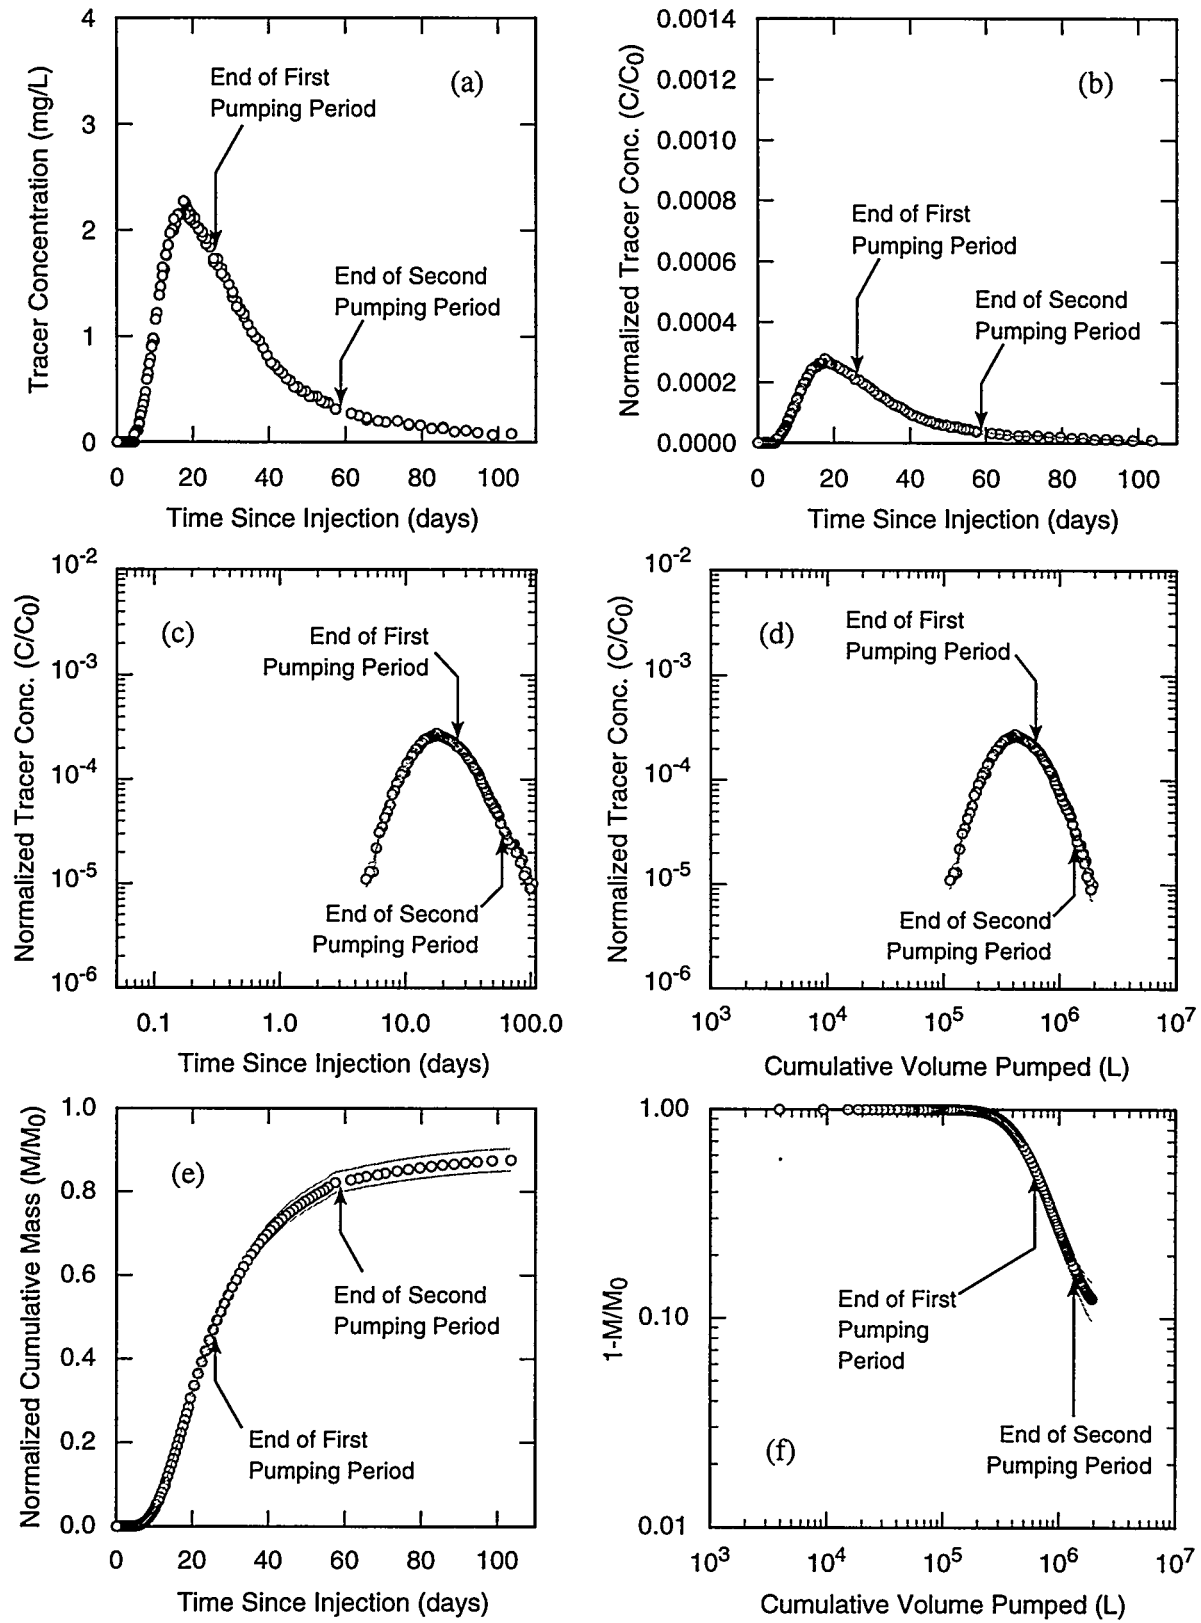 4
3
2
1
0
Tracer Concentration (mg/L)
(a)
End of First
Pumping Period
End of Second
Pumping Period
0 20 40 60 80 100
Time Since Injection (days)
0.0014
0.0012
0.0010
0.0008
0.0006
0.0004
0.0002
0.0000
Normalized Tracer Conc. (C/C0)
(b)
End of First
Pumping Period
End of Second
Pumping Period
0 20 40 60 80 100
Time Since Injection (days)
10-2
10-3
10-4
10-5
10-6
Normalized Tracer Conc. (C/C0)
(c)
End of First
Pumping Period
End of Second
Pumping Period
0.1 1.0 10.0 100.0
Time Since Injection (days)
10-2
10-3
10-4
10-5
10-6
Normalized Tracer Conc. (C/C0)
(d)
End of First
Pumping Period
End of Second
Pumping Period
103 104 105 106 107
Cumulative Volume Pumped (L)
1.0
0.8
0.6
0.4
0.2
0.0
Normalized Cumulative Mass (M/M0)
(e)
End of Second
Pumping Period
End of First
Pumping Period
0 20 40 60 80 100
Time Since Injection (days)
1.00
0.10
0.01
1-M/M0
End of First
Pumping
Period
(f)
End of Second
Pumping Period
103 104 105 106 107
Cumulative Volume Pumped (L)